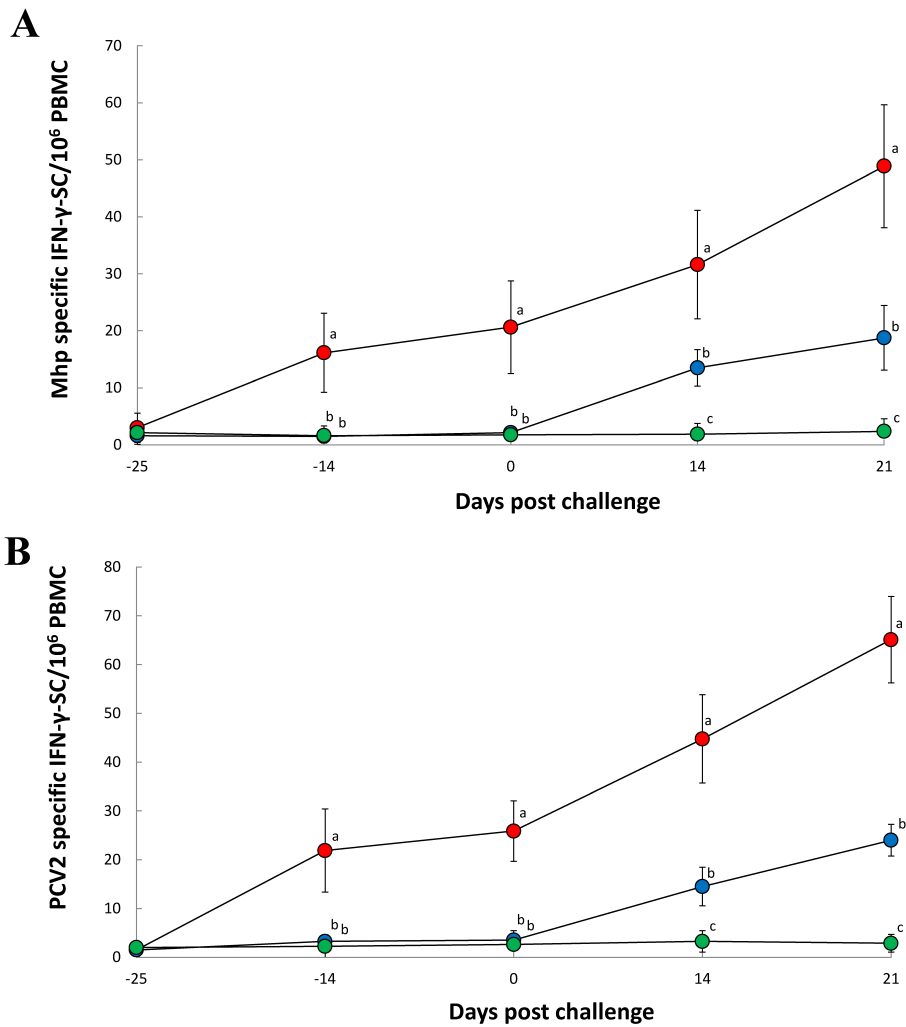 A
Mhp specific IFN-γ-SC/10⁶ PBMC
70
60
50
40
30
20
10
0
a
a
a
a
b b
b b
b
b
c
c
-25 -14 0 14 21
Days post challenge
B
PCV2 specific IFN-γ-SC/10⁶ PBMC
80
70
60
50
40
30
20
10
0
a
a
a
a
b b
b b
b
b
c
c
-25 -14 0 14 21
Days post challenge